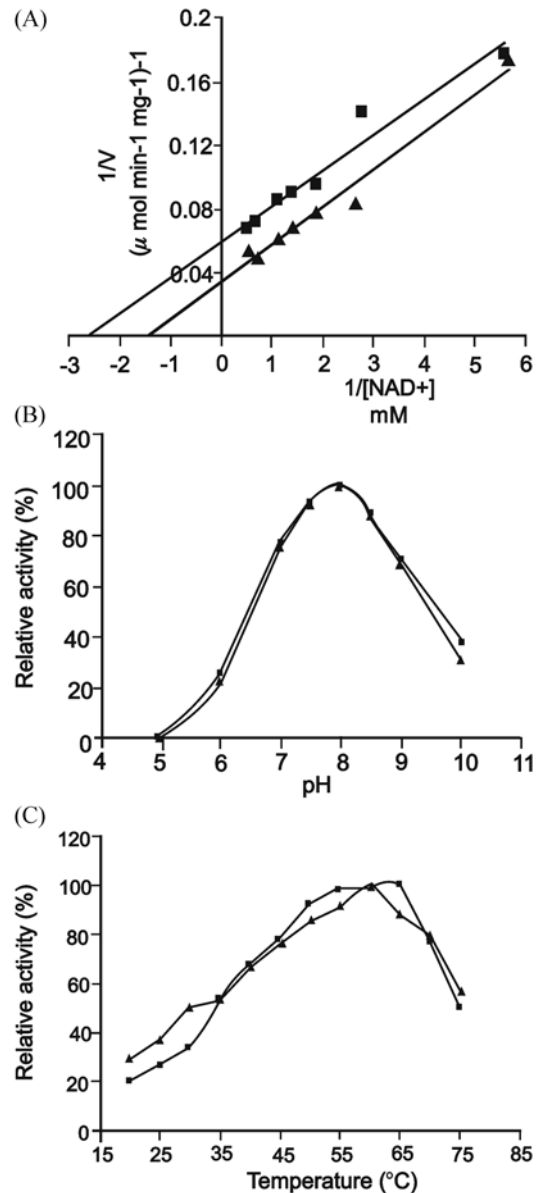 (A)
1/V
(μ mol min-1 mg-1)-1
0.2
0.16
0.12
0.08
0.04
-3 -2 -1 0 1 2 3 4 5 6
1/[NAD+]
mM
(B)
Relative activity (%)
120
100
80
60
40
20
0
4 5 6 7 8 9 10 11
pH
(C)
Relative activity (%)
120
100
80
60
40
20
0
15 25 35 45 55 65 75 85
Temperature (°C)